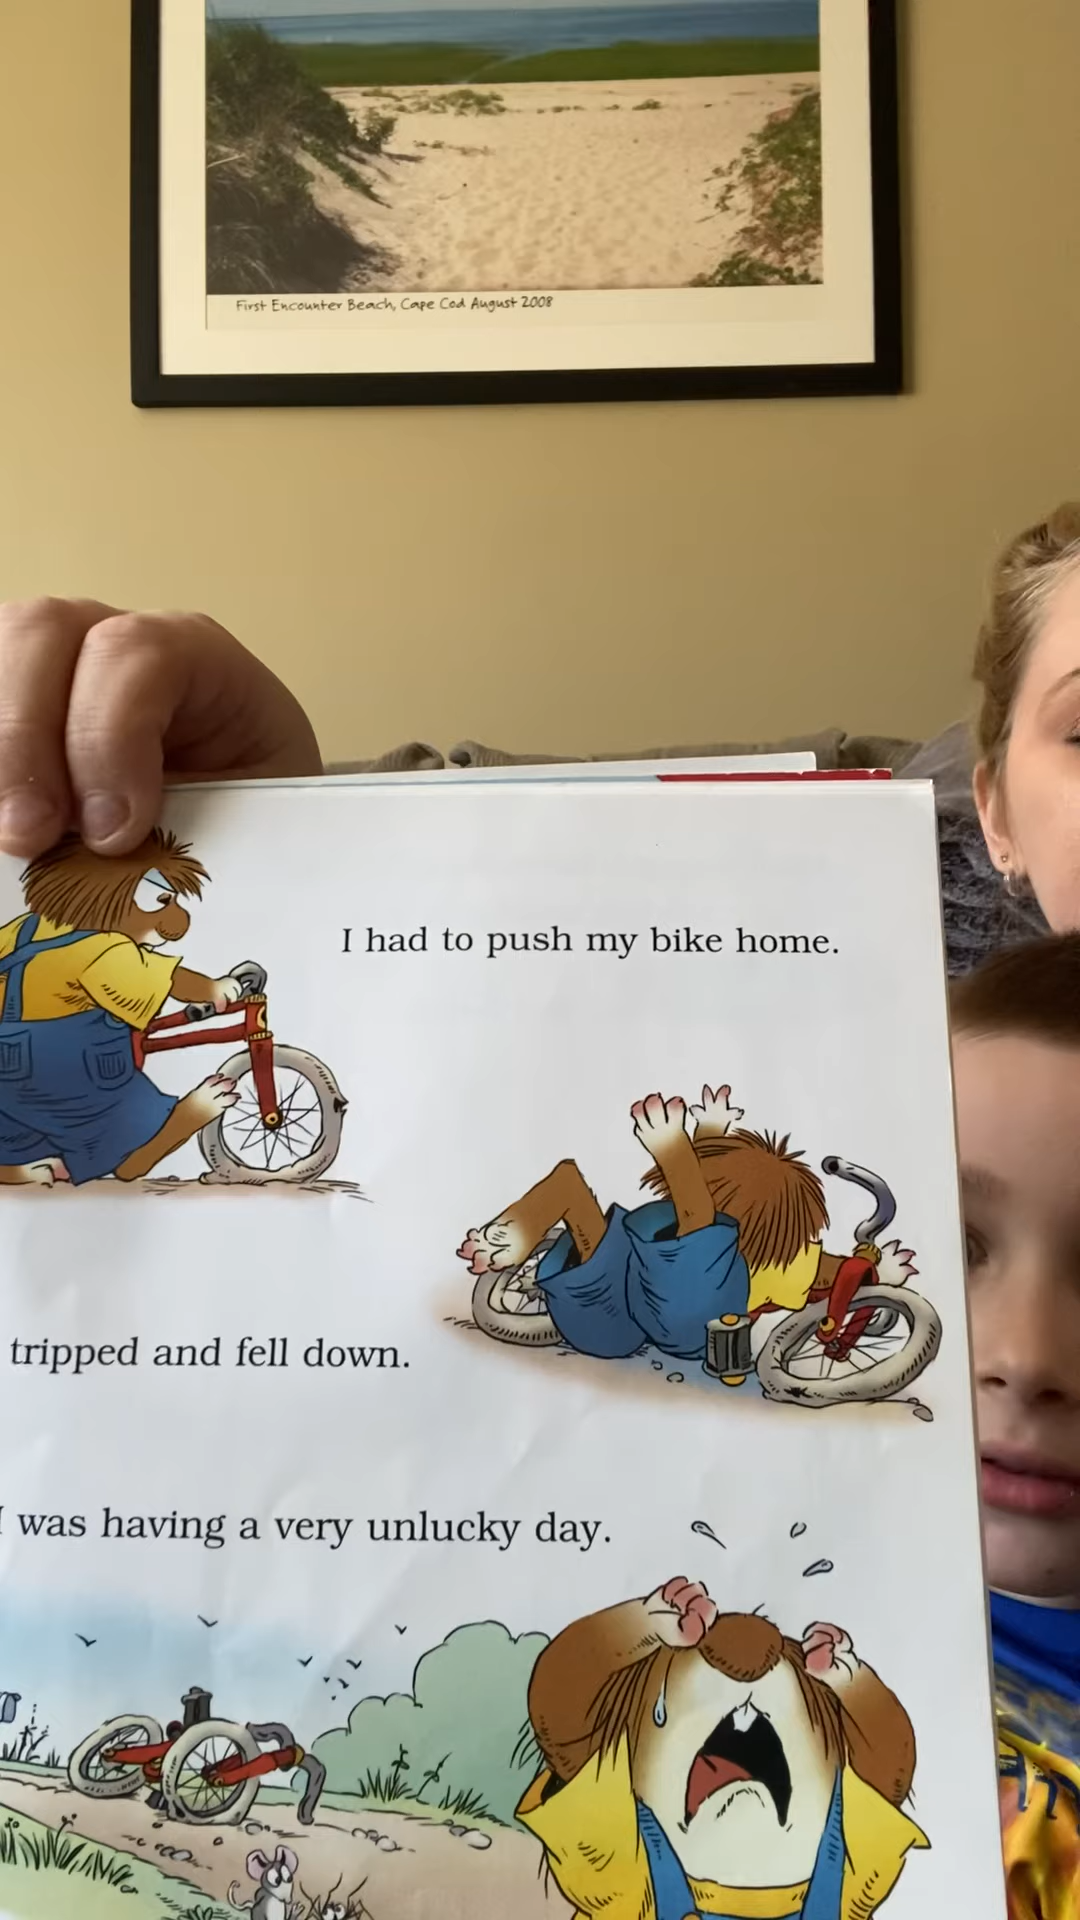 First Encounter Beach, Cape Cod August 2008
I had to push my bike home.
tripped and fell down.
I was having a very unlucky day.